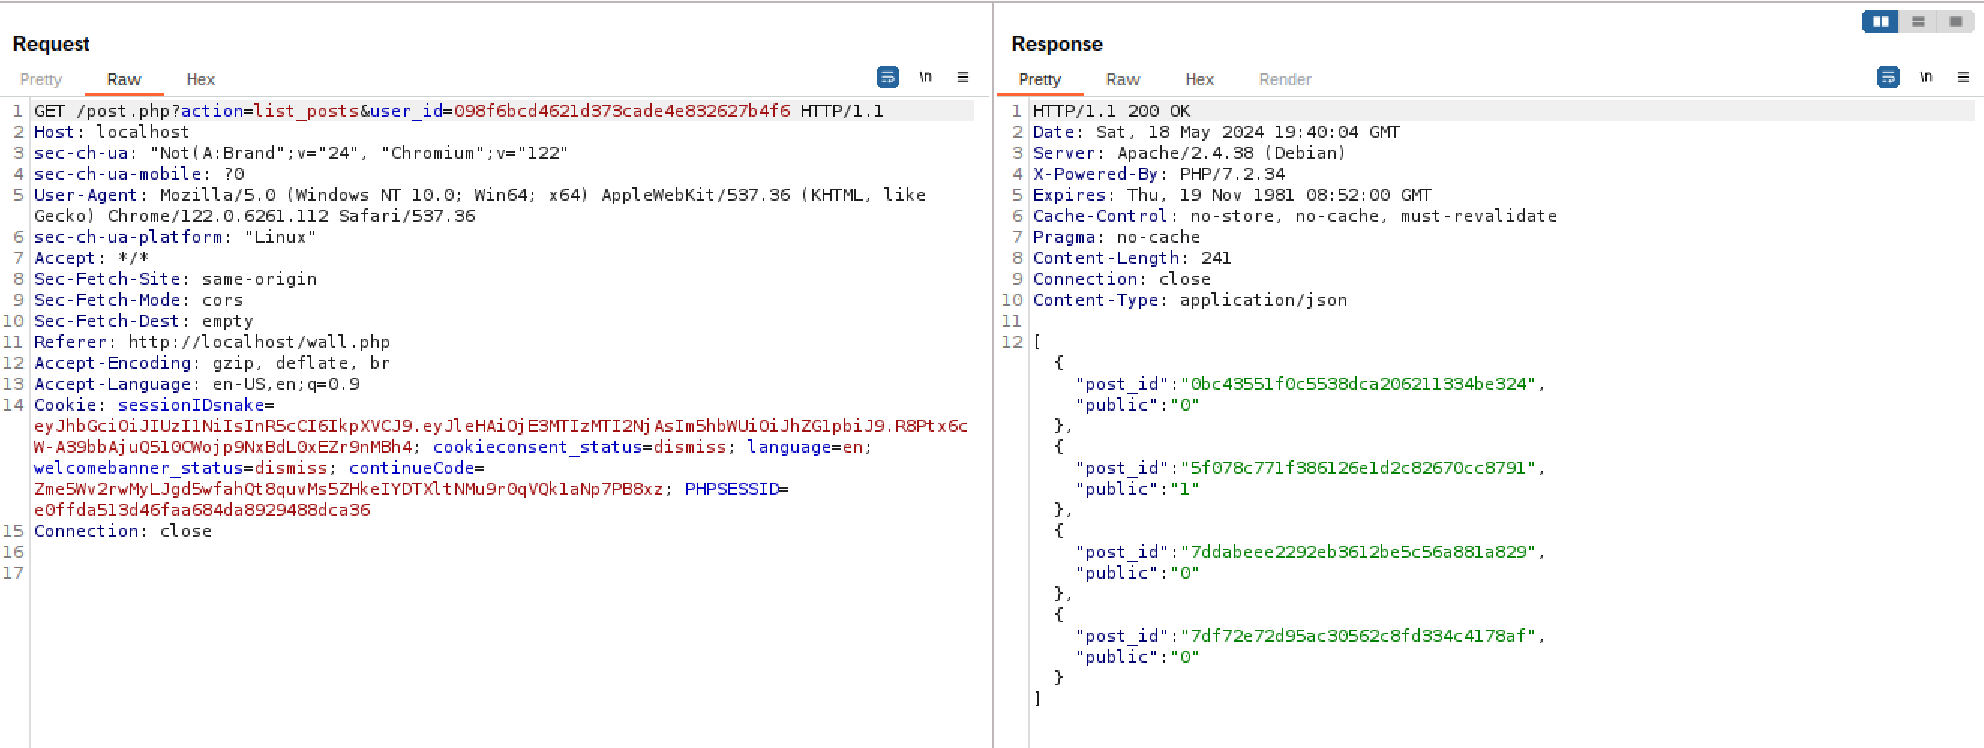 Request
Pretty Raw Hex \n
1 GET /post.php?action=list_posts&user_id=098f6bcd4621d373cade4e832627b4f6 HTTP/1.1
2 Host: localhost
3 sec-ch-ua: "Not(A:Brand";v="24", "Chromium";v="122"
4 sec-ch-ua-mobile: ?0
5 User-Agent: Mozilla/5.0 (Windows NT 10.0; Win64; x64) AppleWebKit/537.36 (KHTML, like
Gecko) Chrome/122.0.6261.112 Safari/537.36
6 sec-ch-ua-platform: "Linux"
7 Accept: */*
8 Sec-Fetch-Site: same-origin
9 Sec-Fetch-Mode: cors
10 Sec-Fetch-Dest: empty
11 Referer: http://localhost/wall.php
12 Accept-Encoding: gzip, deflate, br
13 Accept-Language: en-US,en;q=0.9
14 Cookie: sessionIDsnake=
eyJhbGciOiJIUzI1NiIsInR5cCI6IkpXVCJ9.eyJleHAiOjE3MTIzMTI2NjAsIm5hbWUiOiJhZG1pbiJ9.R8Ptx6c
W-A39bbAjuQ510CWojp9NxBdL0xEZr9nMBh4; cookieconsent_status=dismiss; language=en;
welcomebanner_status=dismiss; continueCode=
Zme5Wv2rwMyLJgd5wfahQt8quvMs5ZHkeIYDTXltNMu9r0qVQk1aNp7PB8xz; PHPSESSID=
e0ffda513d46faa684da8929488dca36
15 Connection: close
16
17
Response
Pretty Raw Hex Render \n
1 HTTP/1.1 200 OK
2 Date: Sat, 18 May 2024 19:40:04 GMT
3 Server: Apache/2.4.38 (Debian)
4 X-Powered-By: PHP/7.2.34
5 Expires: Thu, 19 Nov 1981 08:52:00 GMT
6 Cache-Control: no-store, no-cache, must-revalidate
7 Pragma: no-cache
8 Content-Length: 241
9 Connection: close
10 Content-Type: application/json
11
12 [
{
"post_id":"0bc43551f0c5538dca206211334be324",
"public":"0"
},
{
"post_id":"5f078c771f386126e1d2c82670cc8791",
"public":"1"
},
{
"post_id":"7ddabeee2292eb3612be5c56a881a829",
"public":"0"
},
{
"post_id":"7df72e72d95ac30562c8fd334c4178af",
"public":"0"
}
]